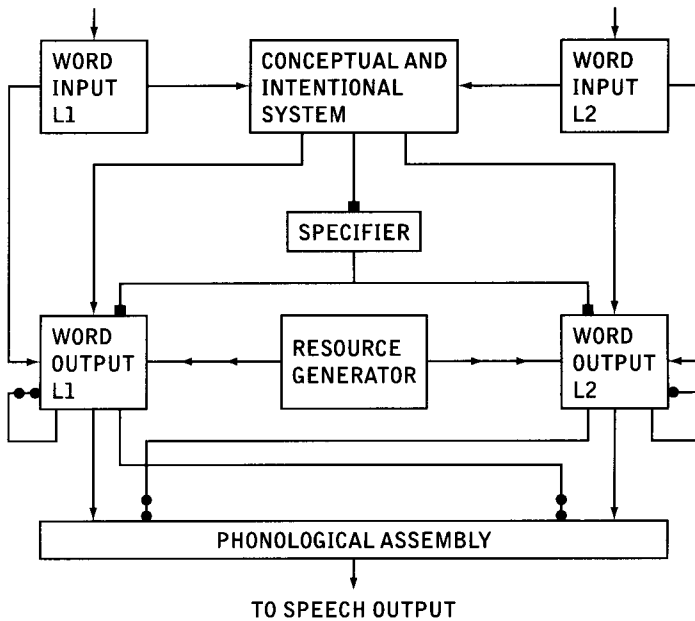 WORD
INPUT
L1
CONCEPTUAL AND
INTENTIONAL
SYSTEM
WORD
INPUT
L2
SPECIFIER
WORD
OUTPUT
L1
RESOURCE
GENERATOR
WORD
OUTPUT
L2
PHONOLOGICAL ASSEMBLY
TO SPEECH OUTPUT